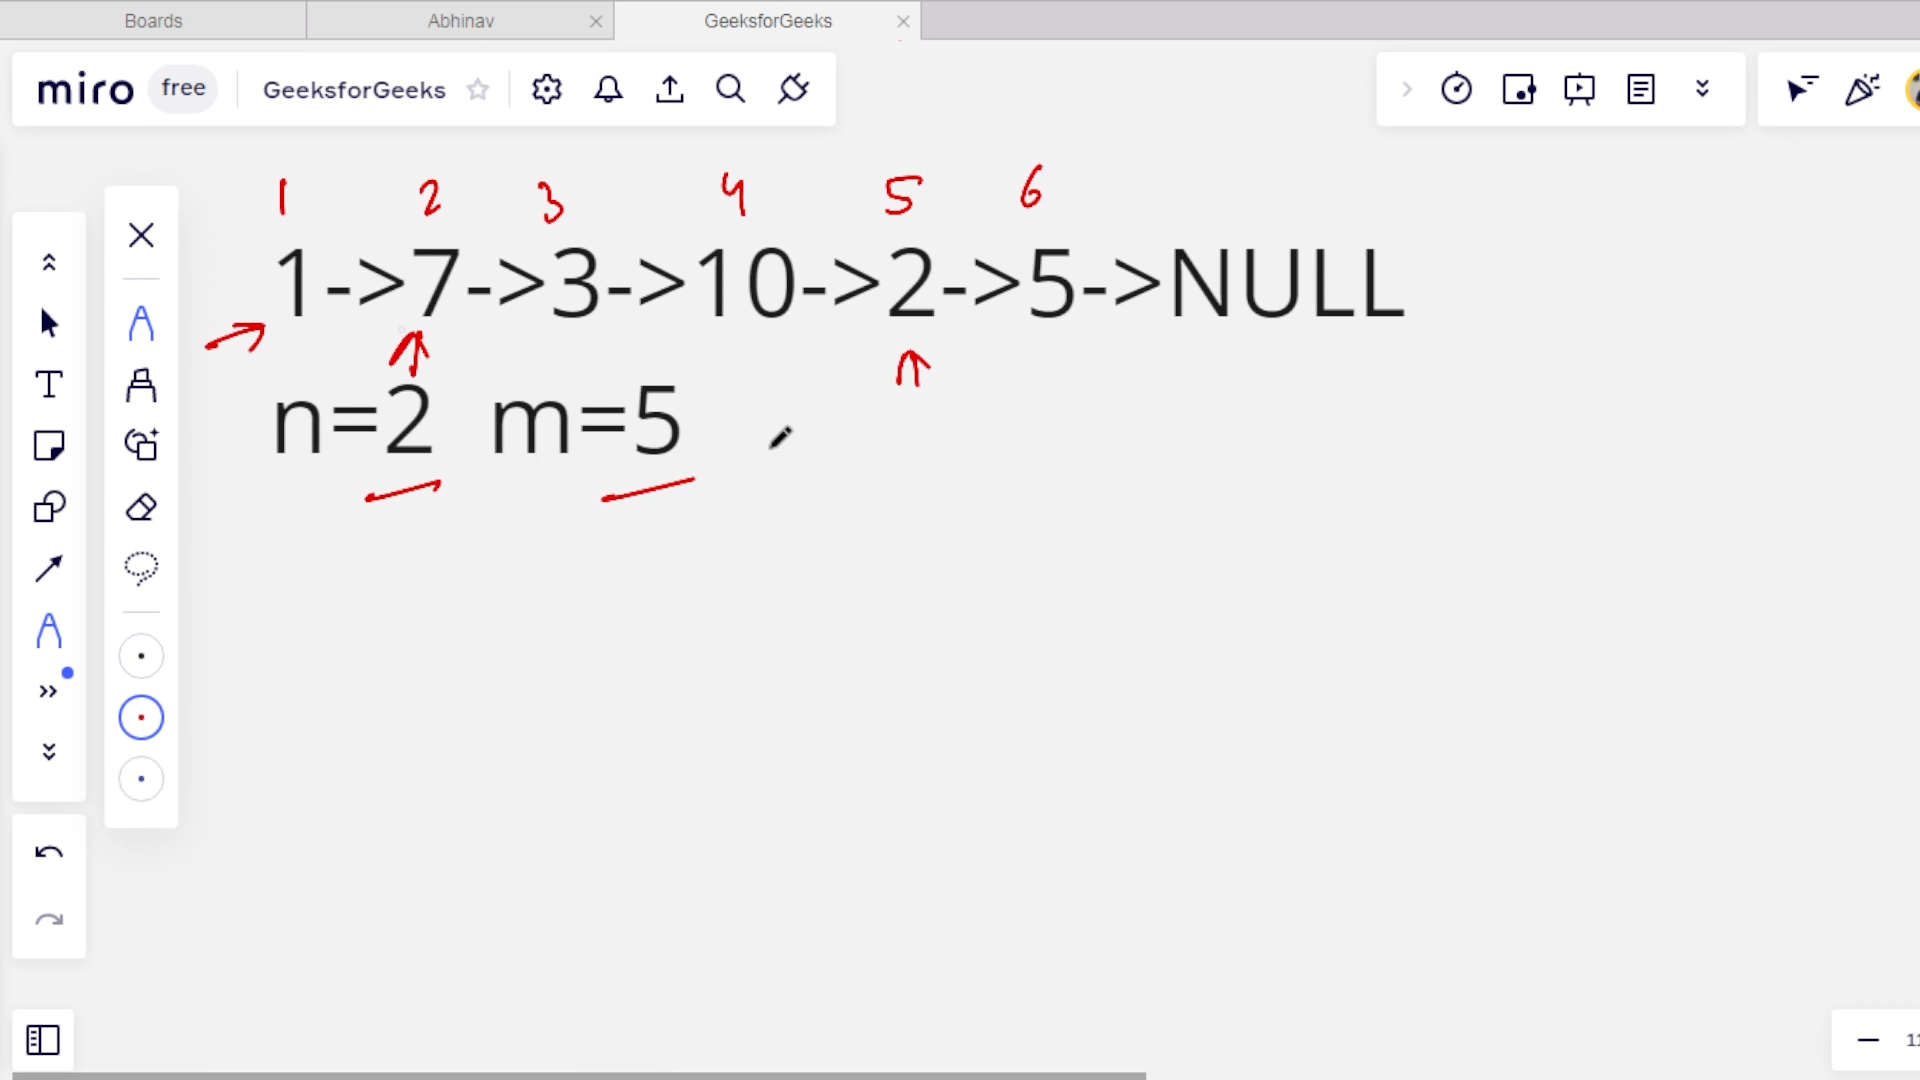 Boards Abhinav GeeksforGeeks
miro free GeeksforGeeks
1 2 3 4 5 6
1->7->3->10->2->5->NULL
n=2 m=5